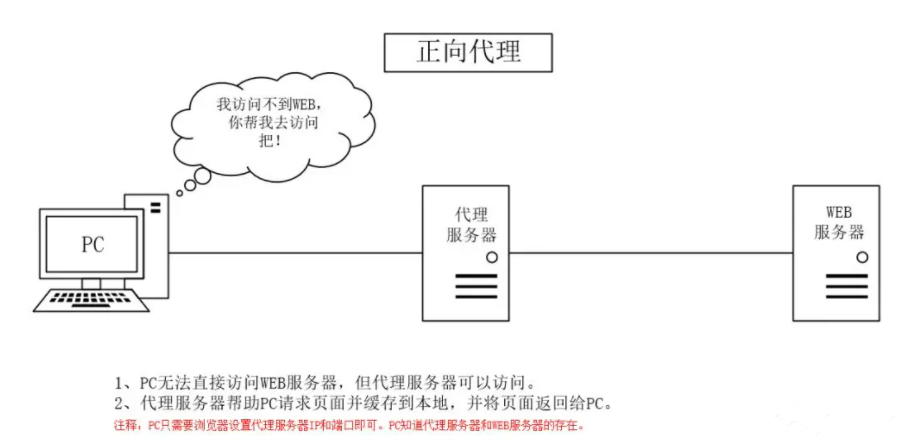 正向代理
我访问不到WEB，
你帮我去访问
把！
PC
代理
服务器
WEB
服务器
1、PC无法直接访问WEB服务器，但代理服务器可以访问。
2、代理服务器帮助PC请求页面并缓存到本地，并将页面返回给PC。
注释：PC只需要浏览器设置代理服务器IP和端口即可。PC知道代理服务器和WEB服务器的存在。